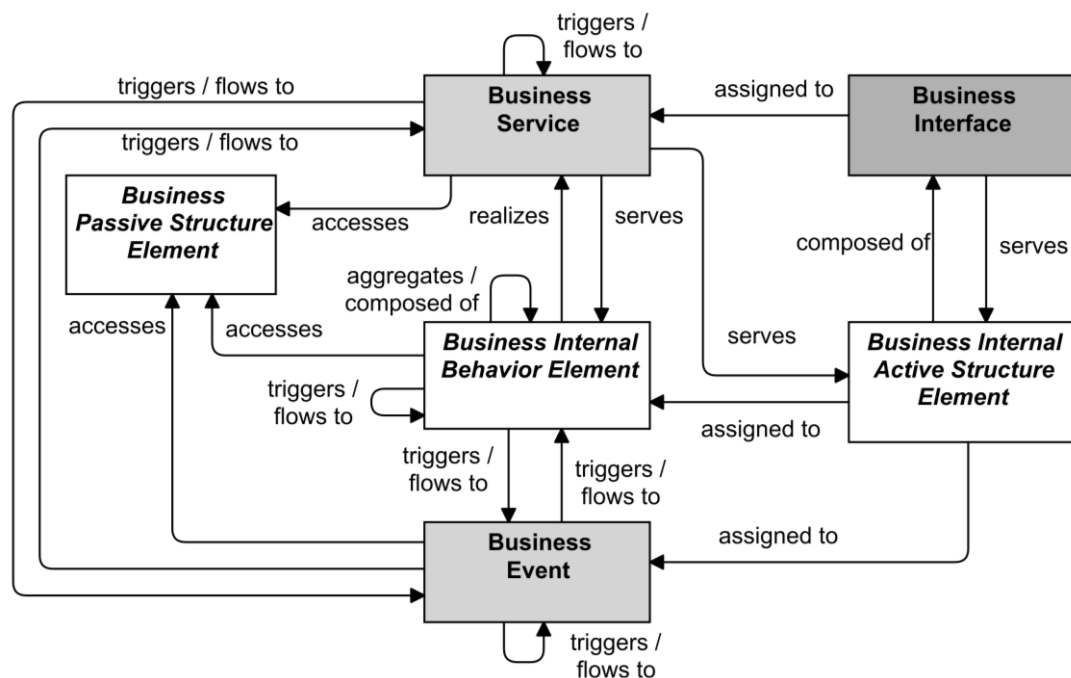 triggers /
flows to
triggers / flows to
Business
Service
assigned to
Business
Interface
triggers / flows to
Business
Passive Structure
Element
accesses
realizes
serves
composed of
serves
aggregates /
composed of
accesses
accesses
Business Internal
Behavior Element
serves
Business Internal
Active Structure
Element
triggers /
flows to
assigned to
triggers /
flows to
triggers /
flows to
Business
Event
assigned to
triggers /
flows to